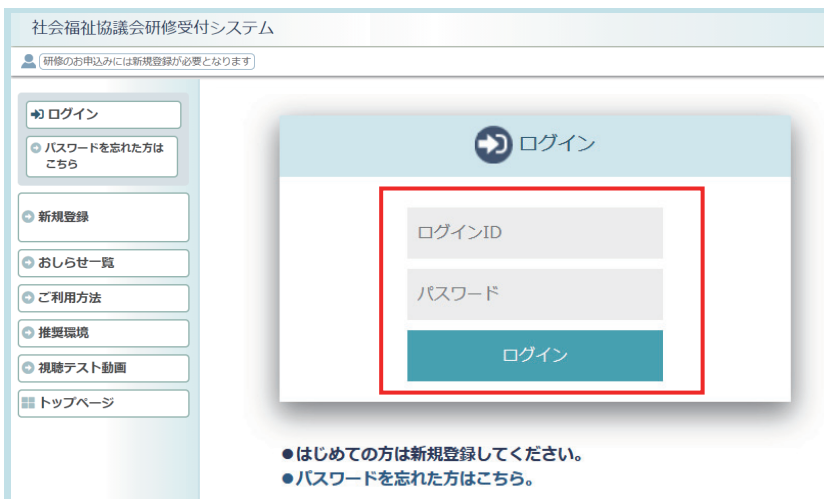 社会福祉協議会研修受付システム
研修のお申込みには新規登録が必要となります
ログイン
パスワードを忘れた方は
こちら
新規登録
おしらせ一覧
ご利用方法
推奨環境
視聴テスト動画
トップページ
ログイン
ログインID
パスワード
ログイン
●はじめての方は新規登録してください。
●パスワードを忘れた方はこちら。